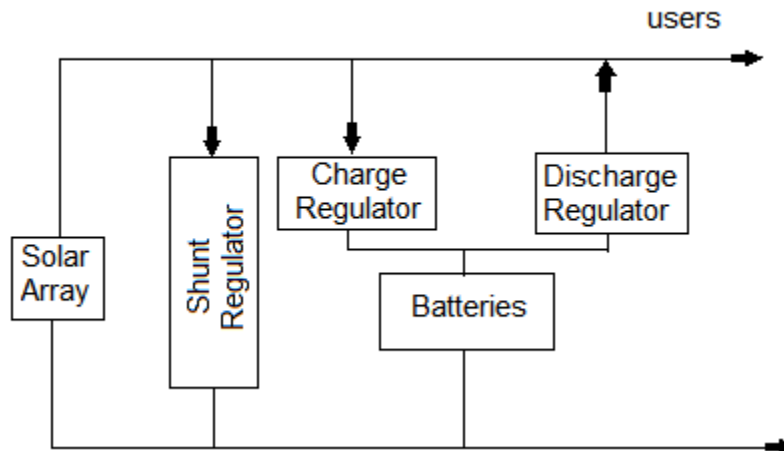 users
Solar
Array
Shunt
Regulator
Charge
Regulator
Discharge
Regulator
Batteries